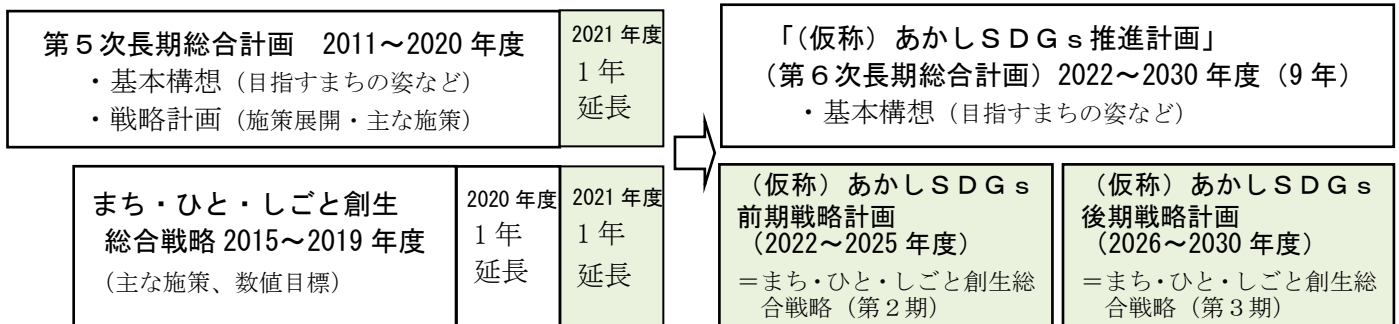 第５次長期総合計画　2011～2020 年度
・基本構想（目指すまちの姿など）
・戦略計画（施策展開・主な施策）
2021 年度
１年
延長
「（仮称）あかしＳＤＧｓ推進計画」
（第６次長期総合計画）2022～2030 年度（9 年）
・基本構想（目指すまちの姿など）
まち・ひと・しごと創生
総合戦略 2015～2019 年度
（主な施策、数値目標）
2020 年度
１年
延長
2021 年度
１年
延長
（仮称）あかしＳＤＧｓ
前期戦略計画
（2022～2025 年度）
＝まち・ひと・しごと創生総
合戦略（第２期）
（仮称）あかしＳＤＧｓ
後期戦略計画
（2026～2030 年度）
＝まち・ひと・しごと創生総
合戦略（第３期）